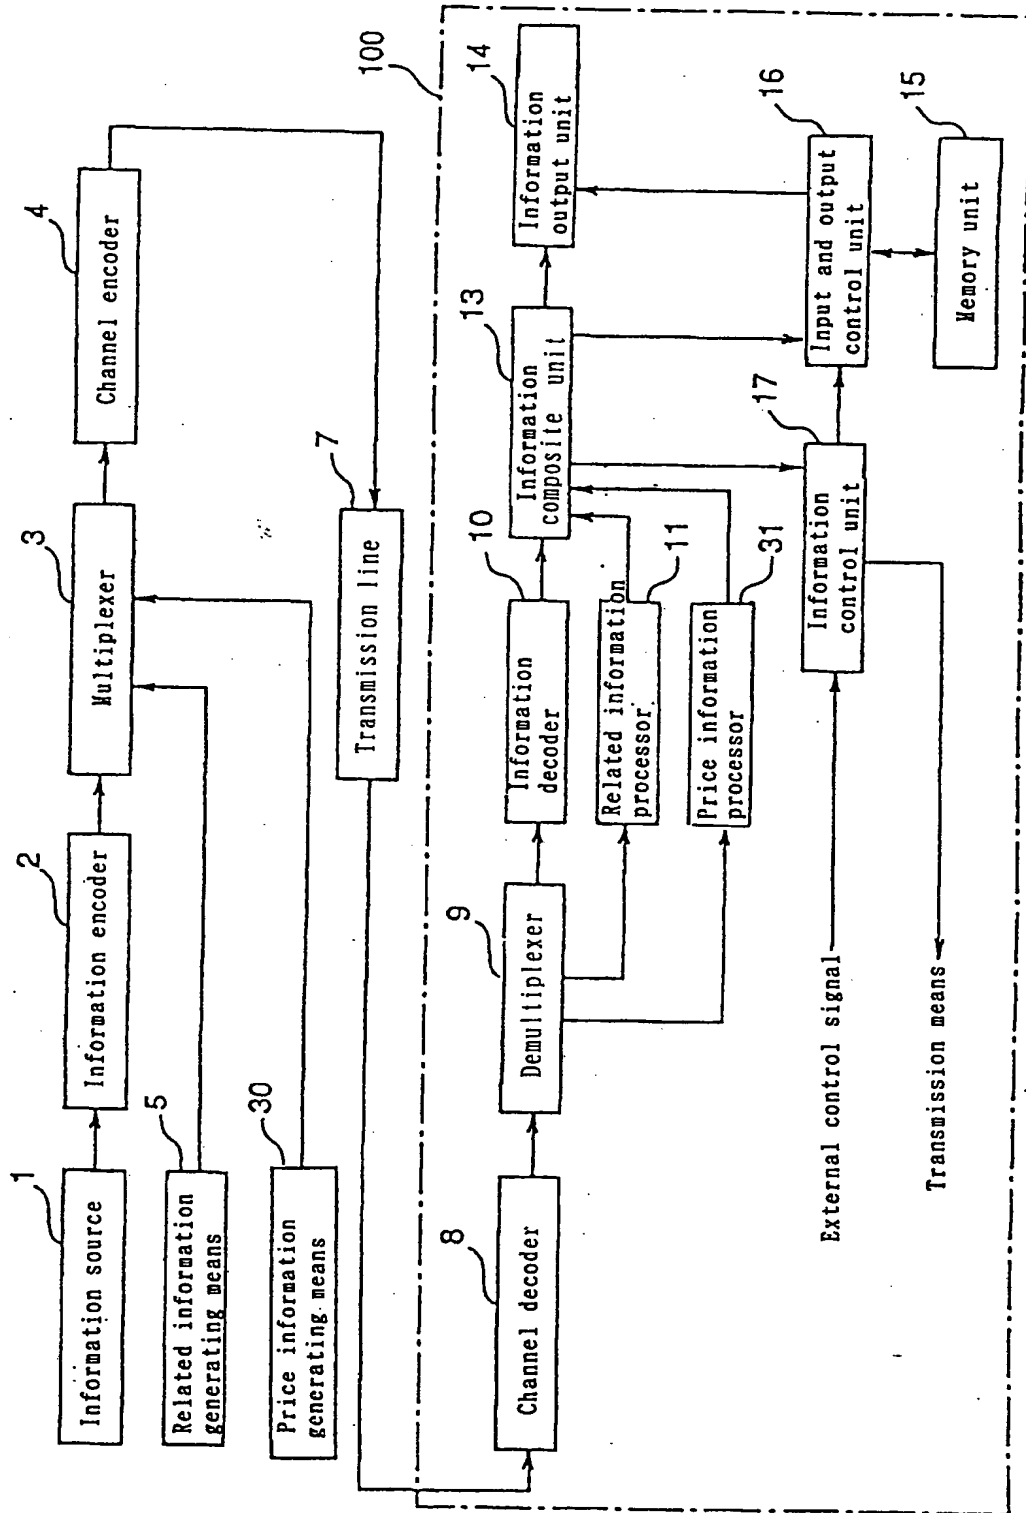 1
Information source
2
Information encoder
3
Multiplexer
4
Channel encoder
5
Related information
generating means
30
Price information
generating means
7
Transmission line
100
8
Channel decoder
9
Demultiplexer
10
Information
decoder
Related information
processor.
11
Price information
processor
31
13
Information
composite unit
14
Information
output unit
External control signal
Transmission means
17
Information
control unit
16
Input and output
control unit
15
Memory unit